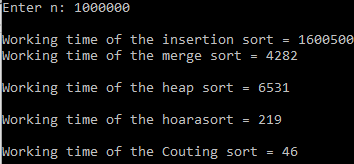 Enter n: 1000000
Working time of the insertion sort = 1600500
Working time of the merge sort = 4282
Working time of the heap sort = 6531
Working time of the hoarasort = 219
Working time of the Couting sort = 46